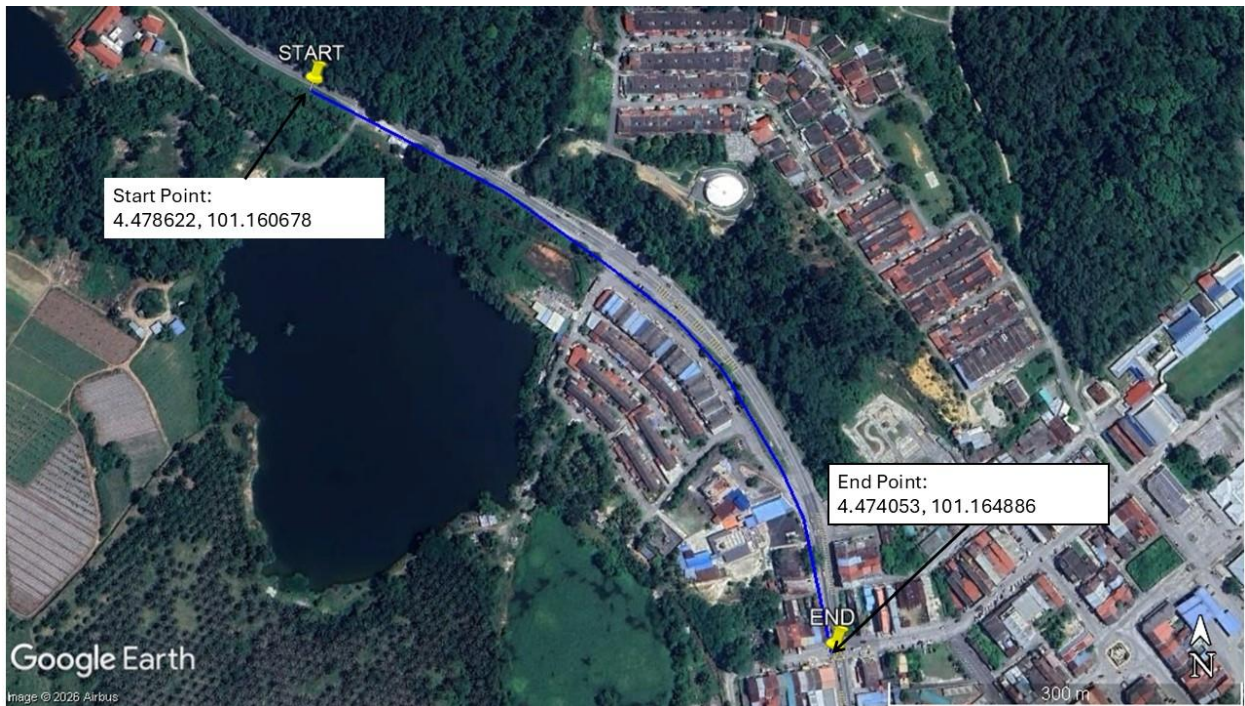 START
Start Point:
4.478622, 101.160678
End Point:
4.474053, 101.164886
END
Google Earth
Image © 2026 Airbus
N
300 m